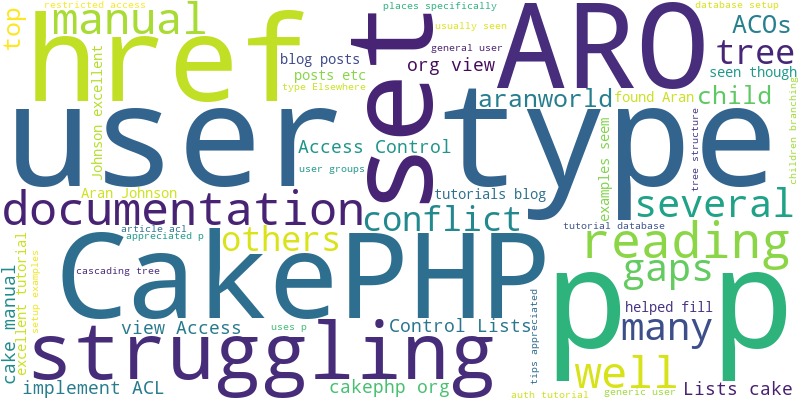 restricted access
places specifically
database setup
top
manual
href
usually seen
set
ARO
ACOs
general user
blog posts
tree
org view
posts etc
seen though
Johnson excellent
type Elsewhere
user type
aranworld
found Aran
child
children branching
Access Control
examples seem
tree structure
user groups
Aran Johnson
tutorials blog
documentation
conflict
several
article acl
tutorial database
appreciated p
others
reading
CakePHP
p p
excellent tutorial
setup examples
cake manual
cascading tree
gaps
tips appreciated
helped fill
view Access
uses p
Control Lists
many
struggling
well
implement ACL
cakephp org
auth tutorial
generic user
Lists cake